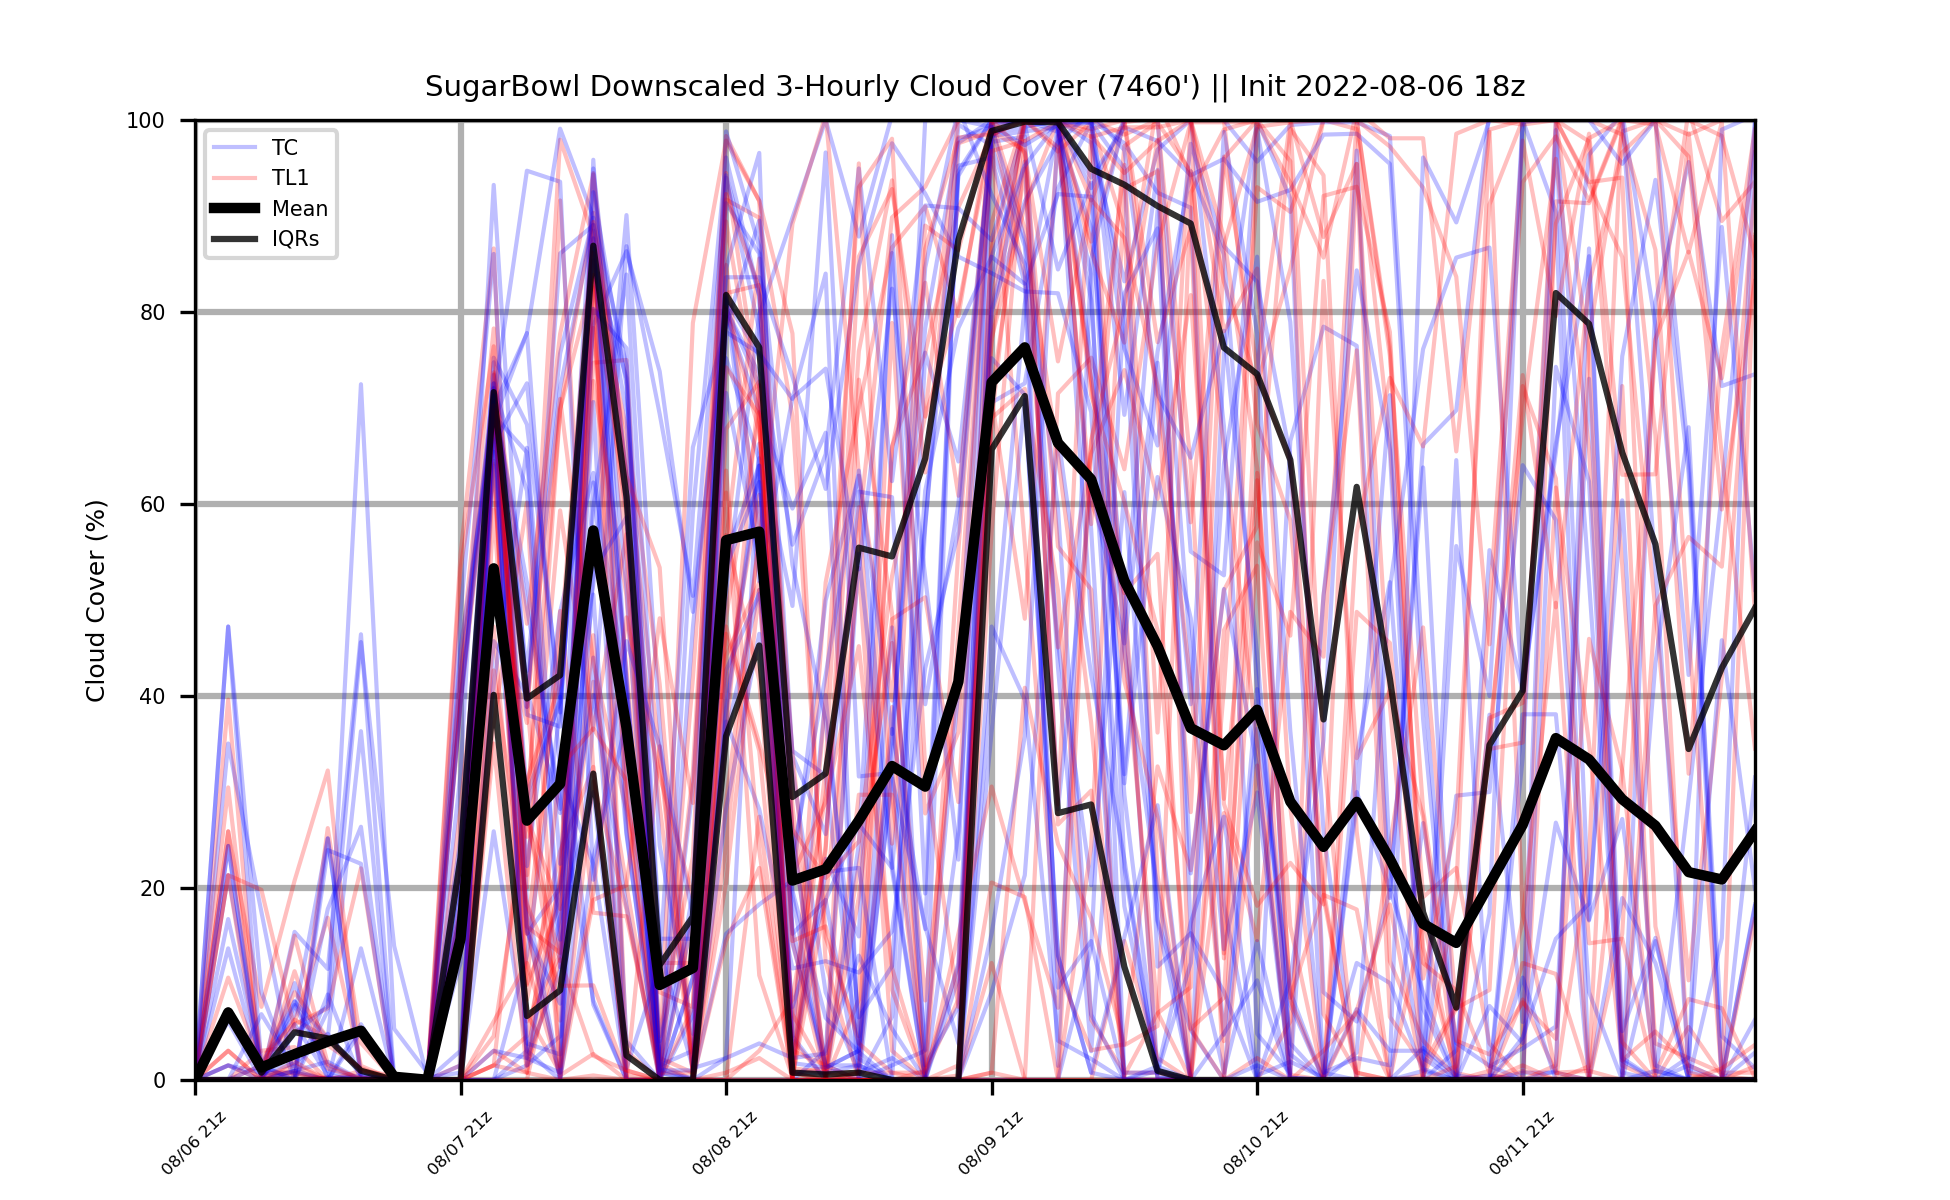 SugarBowl Downscaled 3-Hourly Cloud Cover (7460') || Init 2022-08-06 18z
TC
TL1
Mean
IQRs
Cloud Cover (%)
100
80
60
40
20
0
08/06 21z
08/07 21z
08/08 21z
08/09 21z
08/10 21z
08/11 21z